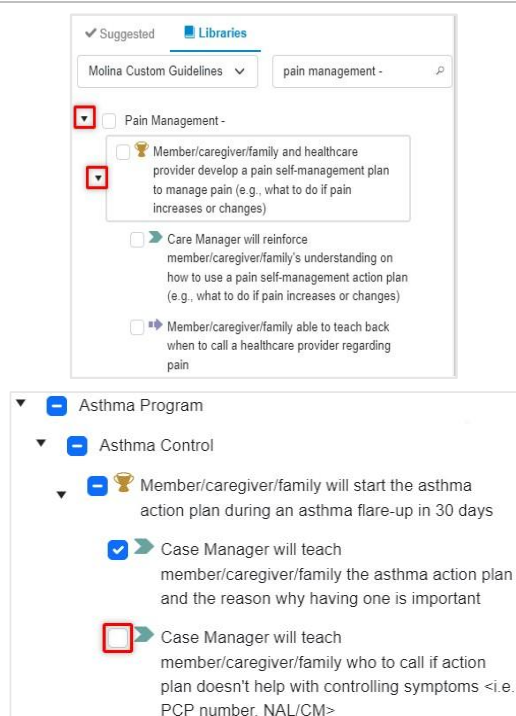 Suggested Libraries
Molina Custom Guidelines pain management -
Pain Management -
Member/caregiver/family and healthcare
provider develop a pain self-management plan
to manage pain (e.g., what to do if pain
increases or changes)
Care Manager will reinforce
member/caregiver/family's understanding on
how to use a pain self-management action plan
(e.g., what to do if pain increases or changes)
Member/caregiver/family able to teach back
when to call a healthcare provider regarding
pain
Asthma Program
Asthma Control
Member/caregiver/family will start the asthma
action plan during an asthma flare-up in 30 days
Case Manager will teach
member/caregiver/family the asthma action plan
and the reason why having one is important
Case Manager will teach
member/caregiver/family who to call if action
plan doesn't help with controlling symptoms <i.e.
PCP number, NAL/CM>